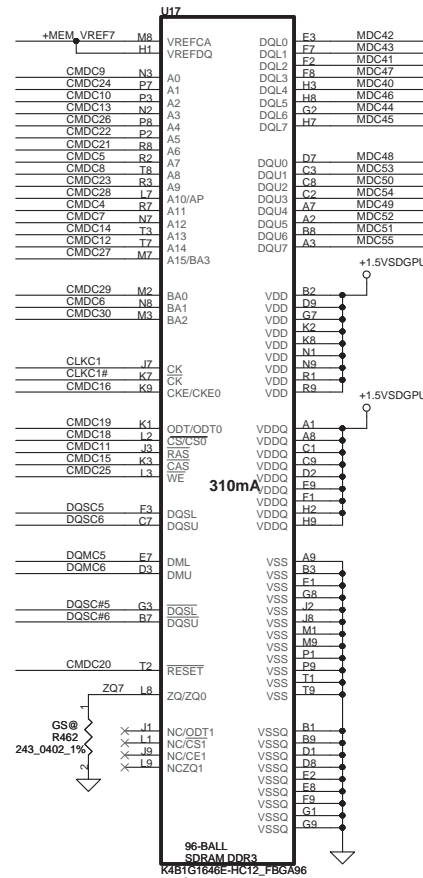 U17
+MEM_VREF7 M8 VREFCA DQL0 E3 MDC42
H1 VREFDQ DQL1 F7 MDC43
DQL2 F2 MDC41
CMDC9 N3 A0 DQL3 F8 MDC47
CMDC24 P7 A1 DQL4 H3 MDC40
CMDC10 P3 A2 DQL5 H8 MDC46
CMDC13 N2 A3 DQL6 G2 MDC44
CMDC26 P8 A4 DQL7 H7 MDC45
CMDC22 P2 A5
CMDC21 R8 A6
CMDC5 R2 A7 DQU0 D7 MDC48
CMDC8 T8 A8 DQU1 C3 MDC53
CMDC23 R3 A9 DQU2 C8 MDC50
CMDC28 L7 A10/AP DQU3 C2 MDC54
CMDC4 R7 A11 DQU4 A7 MDC49
CMDC7 N7 A12 DQU5 A2 MDC52
CMDC14 T3 A13 DQU6 B8 MDC51
CMDC12 T7 A14 DQU7 A3 MDC55
CMDC27 M7 A15/BA3
+1.5VSDGPU
CMDC29 M2 BA0 VDD B2
CMDC6 N8 BA1 VDD D9
CMDC30 M3 BA2 VDD G7
VDD K2
VDD K8
VDD N1
CLKC1 J7 CK VDD N9
CLKC1# K7 CK VDD R1
CMDC16 K9 CKE/CKE0 VDD R9
+1.5VSDGPU
CMDC19 K1 ODT/ODT0 VDDQ A1
CMDC18 L2 CS/CS0 VDDQ A8
CMDC11 J3 RAS VDDQ C1
CMDC15 K3 CAS VDDQ C9
CMDC25 L3 WE VDDQ D2
310mA VDDQ E9
VDDQ F1
DQSC5 F3 DQSL VDDQ H2
DQSC6 C7 DQSU VDDQ H9
DQMC5 E7 DML VSS A9
DQMC6 D3 DMU VSS B3
VSS E1
VSS G8
DQSC#5 G3 DQSL VSS J2
DQSC#6 B7 DQSU VSS J8
VSS M1
VSS M9
VSS P1
CMDC20 T2 RESET VSS P9
VSS T1
ZQ7 L8 ZQ/ZQ0 VSS T9
1
GS@
R462
243_0402_1%
2
J1 NC/ODT1 VSSQ B1
L1 NC/CS1 VSSQ B9
J9 NC/CE1 VSSQ D1
L9 NCZQ1 VSSQ D8
VSSQ E2
VSSQ E8
VSSQ F9
VSSQ G1
VSSQ G9
96-BALL
SDRAM DDR3
K4B1G1646E-HC12_FBGA96